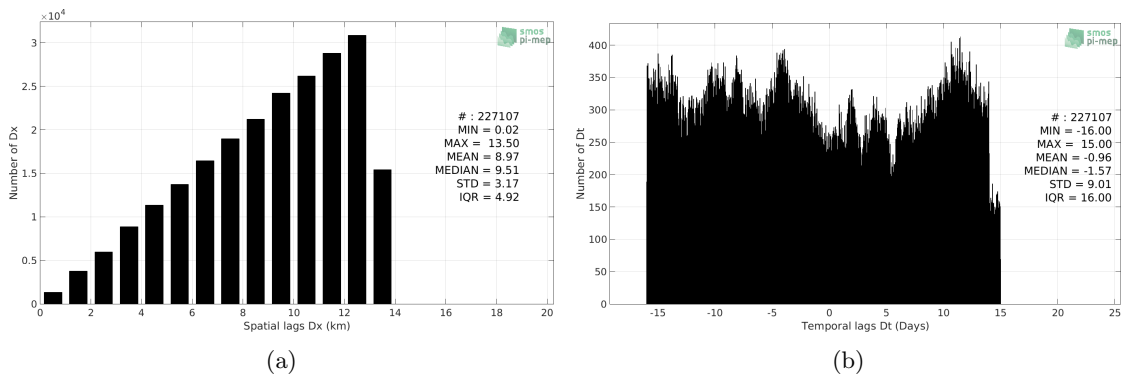 ×10⁴
3
2.5
2
1.5
1
0.5
0
0 2 4 6 8 10 12 14 16 18 20
Number of Dx
Spatial lags Dx (km)
smos
pi-mep
# : 227107
MIN = 0.02
MAX = 13.50
MEAN = 8.97
MEDIAN = 9.51
STD = 3.17
IQR = 4.92
(a)
400
350
300
250
200
150
100
50
0
-15 -10 -5 0 5 10 15 20 25
Number of Dt
Temporal lags Dt (Days)
smos
pi-mep
# : 227107
MIN = -16.00
MAX = 15.00
MEAN = -0.96
MEDIAN = -1.57
STD = 9.01
IQR = 16.00
(b)